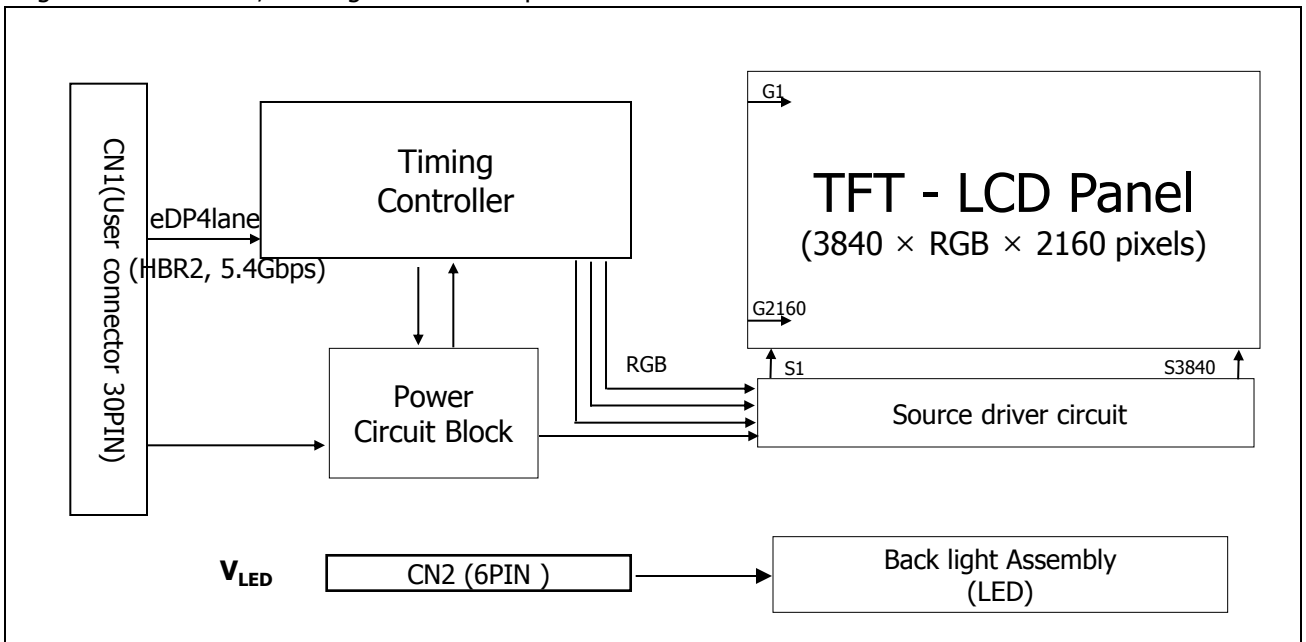 CN1(User connector 30PIN)
eDP4lane
(HBR2, 5.4Gbps)
Timing
Controller
Power
Circuit Block
RGB
G1
TFT - LCD Panel
(3840 × RGB × 2160 pixels)
G2160
S1
S3840
Source driver circuit
V_LED
CN2 (6PIN )
Back light Assembly
(LED)